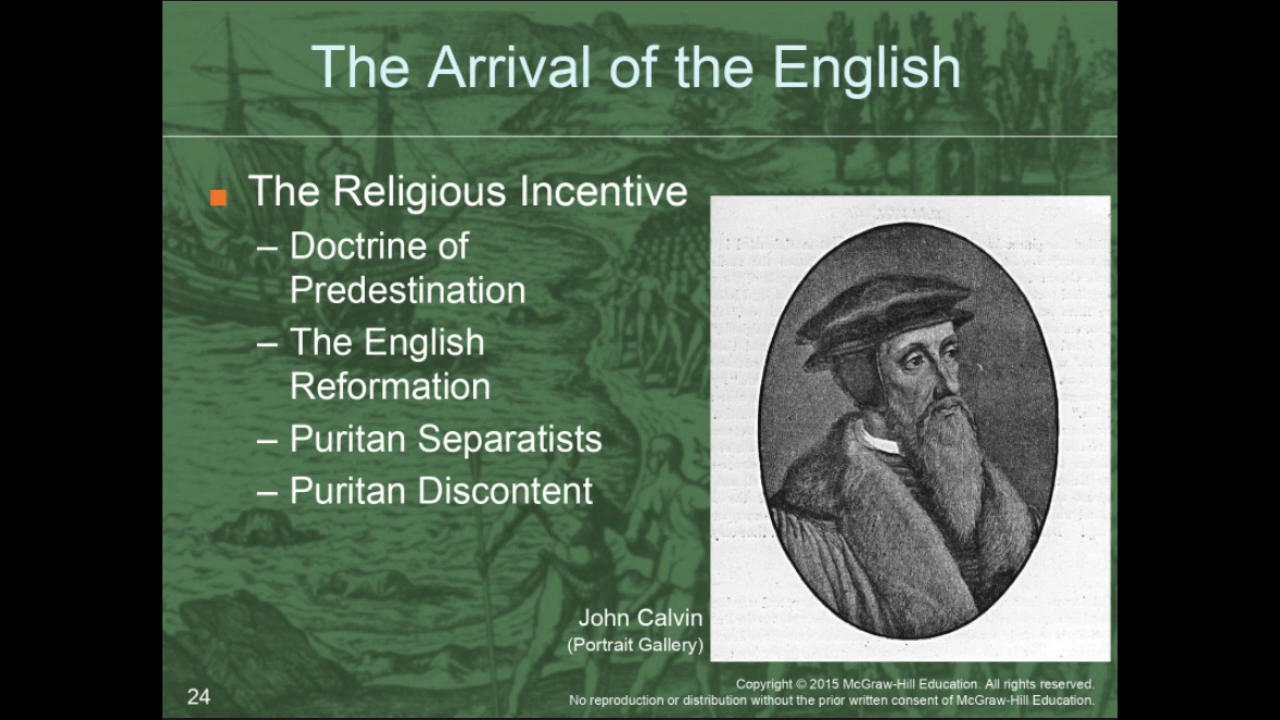 The Arrival of the English
■ The Religious Incentive
– Doctrine of
Predestination
– The English
Reformation
– Puritan Separatists
– Puritan Discontent
John Calvin
(Portrait Gallery)
24
Copyright © 2015 McGraw-Hill Education. All rights reserved.
No reproduction or distribution without the prior written consent of McGraw-Hill Education.